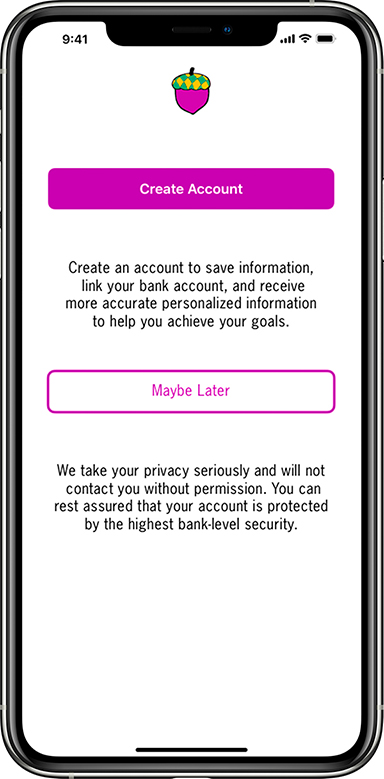 9:41
Create Account
Create an account to save information,
link your bank account, and receive
more accurate personalized information
to help you achieve your goals.
Maybe Later
We take your privacy seriously and will not
contact you without permission. You can
rest assured that your account is protected
by the highest bank-level security.